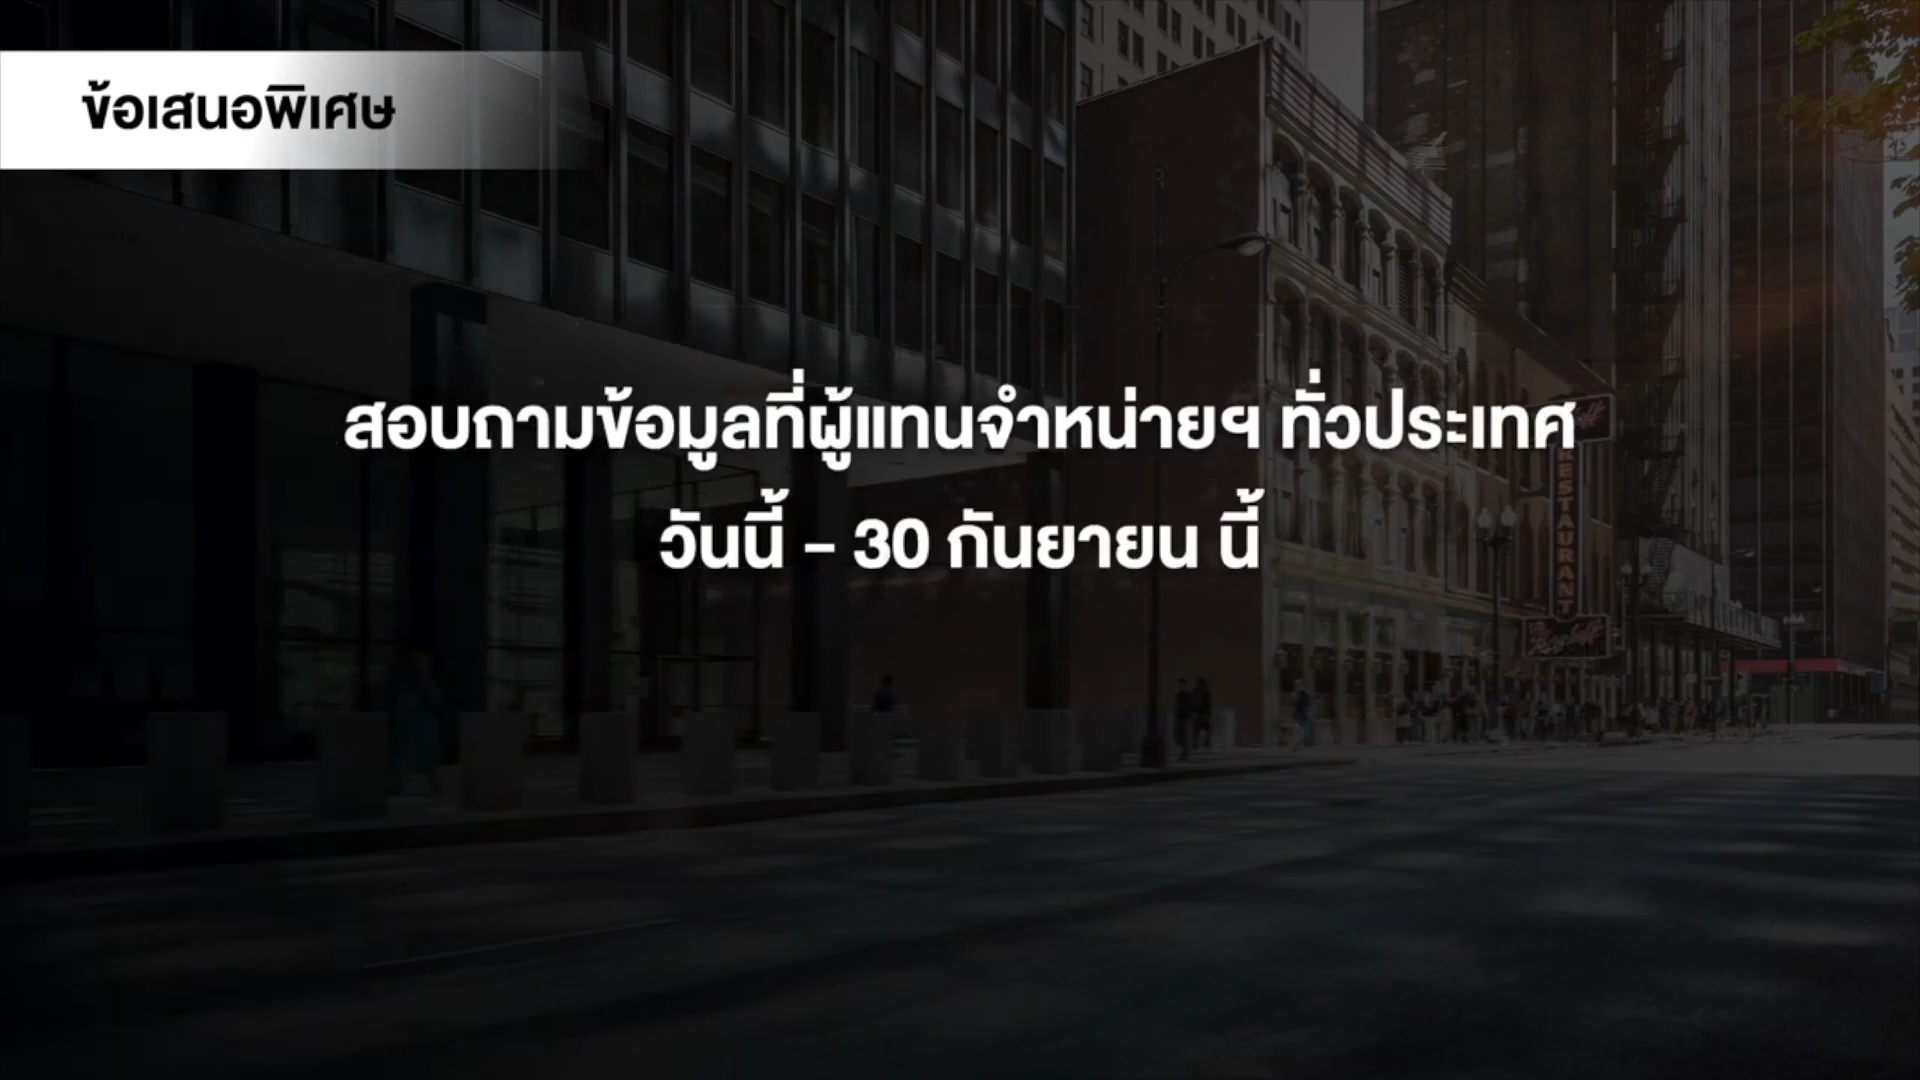 ข้อเสนอพิเศษ
สอบถามข้อมูลที่ผู้แทนจำหน่ายฯ ทั่วประเทศ
วันนี้ - 30 กันยายน นี้
RESTAURANT